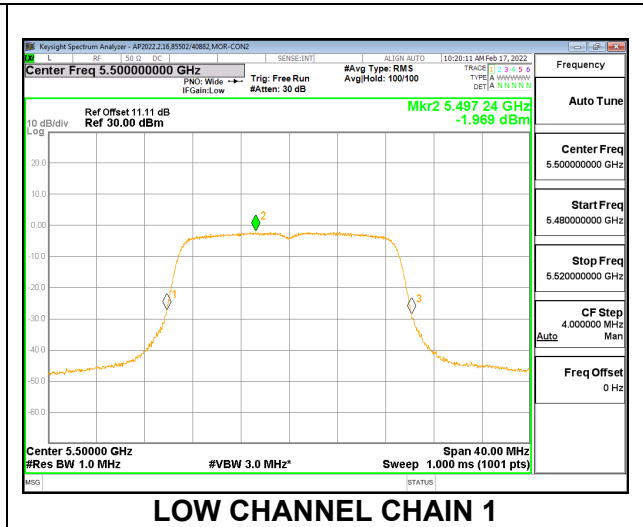 Keysight Spectrum Analyzer - AP2022.2.16,85502/40882,MOR-CON2
L RF 50 Ω DC SENSE:INT ALIGN AUTO 10:20:11 AM Feb 17, 2022
Center Freq 5.500000000 GHz
PNO: Wide
IFGain:Low
Trig: Free Run
#Atten: 30 dB
#Avg Type: RMS
Avg|Hold: 100/100
TRACE 1 2 3 4 5 6
TYPE A WWWWW
DET A N N N N N
Ref Offset 11.11 dB
Ref 30.00 dBm
10 dB/div
Log
Mkr2 5.497 24 GHz
-1.969 dBm
20.0
10.0
0.00
-10.0
-20.0
-30.0
-40.0
-50.0
-60.0
1
2
3
Center 5.50000 GHz
#Res BW 1.0 MHz
#VBW 3.0 MHz*
Span 40.00 MHz
Sweep 1.000 ms (1001 pts)
MSG
STATUS
Frequency
Auto Tune
Center Freq
5.500000000 GHz
Start Freq
5.480000000 GHz
Stop Freq
5.520000000 GHz
CF Step
4.000000 MHz
Auto Man
Freq Offset
0 Hz
LOW CHANNEL CHAIN 1